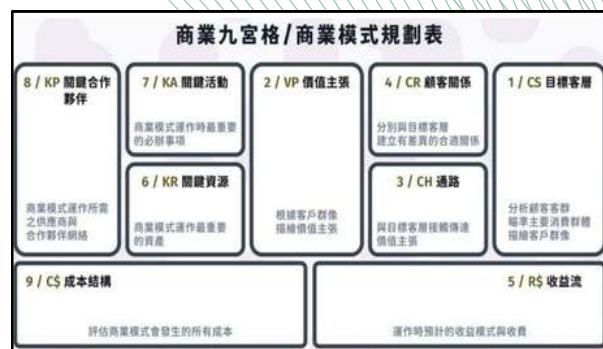 商業九宮格/商業模式規劃表
8 / KP 關鍵合作
夥伴
商業模式運作所需
之供應商與
合作夥伴網絡
7 / KA 關鍵活動
商業模式運作時最重要
的必辦事項
6 / KR 關鍵資源
商業模式運作最重要
的資產
2 / VP 價值主張
根據客戶群像
描繪價值主張
4 / CR 顧客關係
分別與目標客層
建立有差異的合適關係
3 / CH 通路
與目標客層接觸傳達
價值主張
1 / CS 目標客層
分析顧客客群
瞄準主要消費群體
描繪客戶群像
9 / C$ 成本結構
評估商業模式會發生的所有成本
5 / R$ 收益流
運作時預計的收益模式與收費